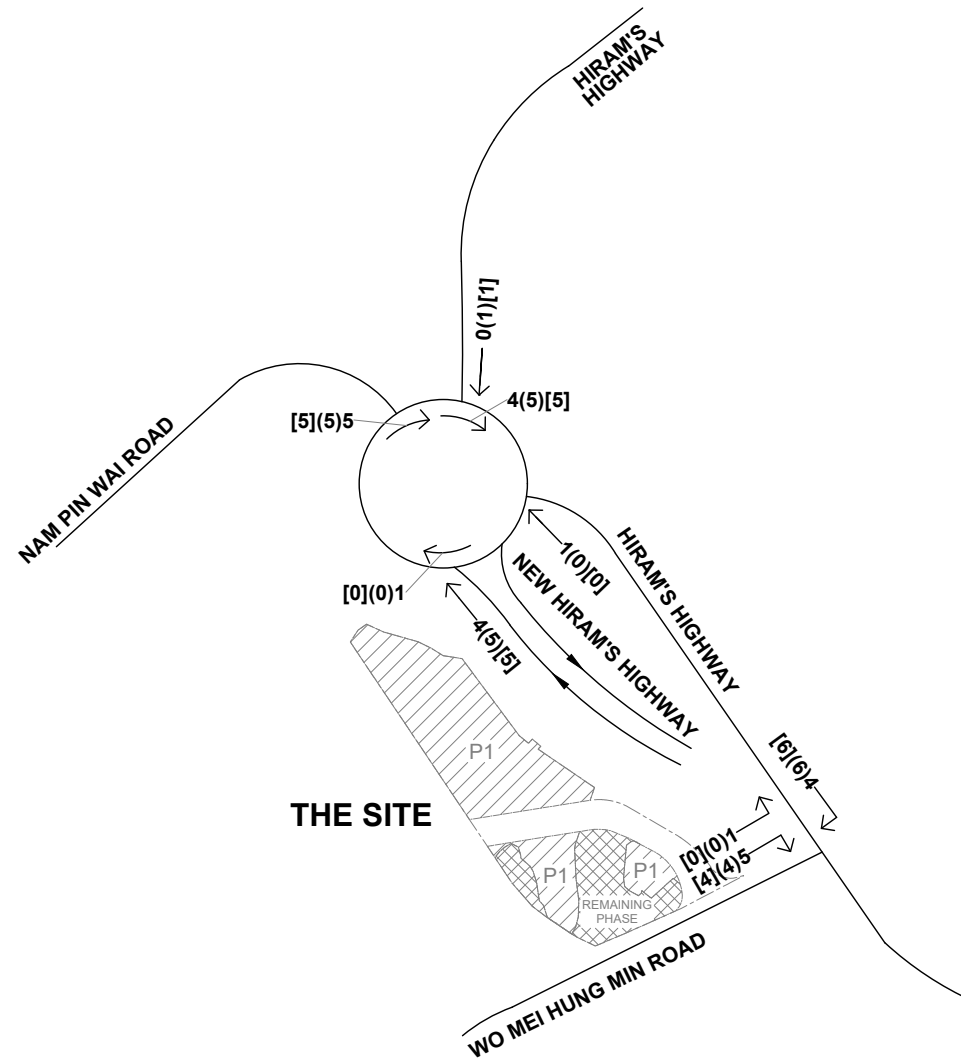 HIRAM'S
HIGHWAY
0(1)[1]
4(5)[5]
[5](5)5
NAM PIN WAI ROAD
1(0)[0]
HIRAM'S HIGHWAY
NEW HIRAM'S HIGHWAY
[0](0)1
4(5)[5]
P1
[6](6)4
THE SITE
[0](0)1
[4](4)5
P1
P1
REMAINING
PHASE
WO MEI HUNG MIN ROAD